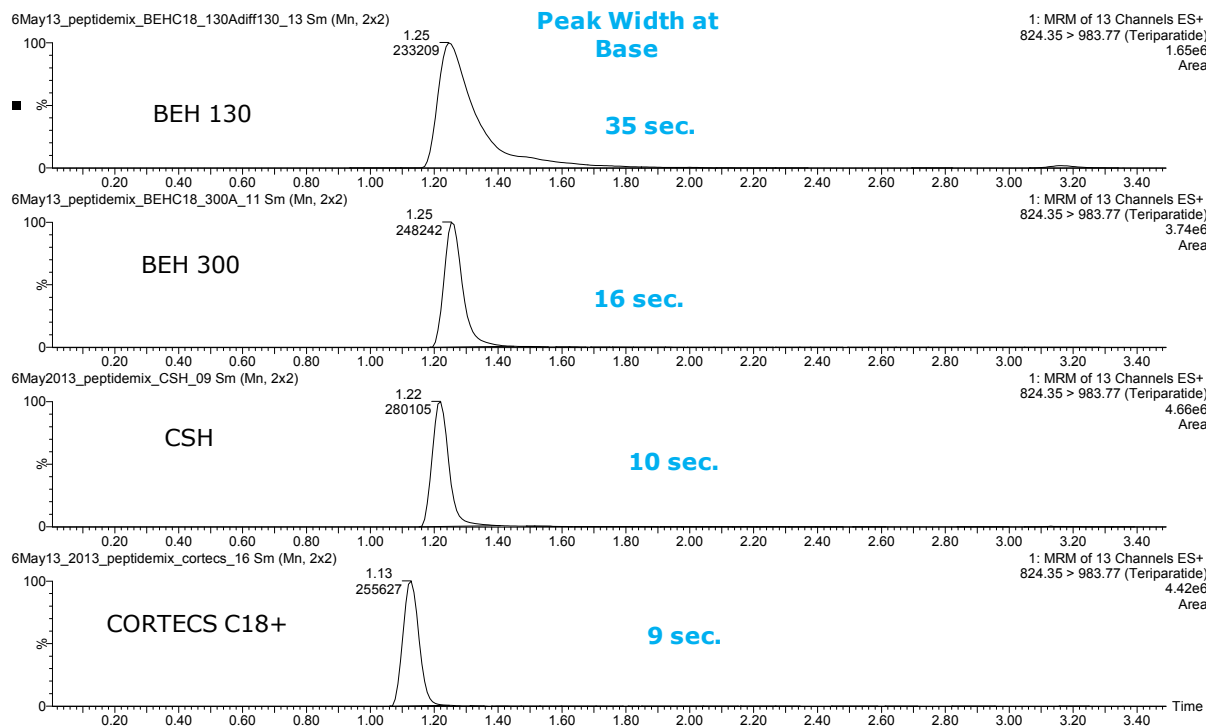 6May13_peptidemix_BEHC18_130Adiff130_13 Sm (Mn, 2x2)
Peak Width at
Base
1: MRM of 13 Channels ES+
824.35 > 983.77 (Teriparatide)
1.65e6
Area
1.25
233209
100
%
0
BEH 130
35 sec.
0.20 0.40 0.60 0.80 1.00 1.20 1.40 1.60 1.80 2.00 2.20 2.40 2.60 2.80 3.00 3.20 3.40
6May13_peptidemix_BEHC18_300A_11 Sm (Mn, 2x2)
1: MRM of 13 Channels ES+
824.35 > 983.77 (Teriparatide)
3.74e6
Area
1.25
248242
100
%
0
BEH 300
16 sec.
0.20 0.40 0.60 0.80 1.00 1.20 1.40 1.60 1.80 2.00 2.20 2.40 2.60 2.80 3.00 3.20 3.40
6May2013_peptidemix_CSH_09 Sm (Mn, 2x2)
1: MRM of 13 Channels ES+
824.35 > 983.77 (Teriparatide)
4.66e6
Area
1.22
280105
100
%
0
CSH
10 sec.
0.20 0.40 0.60 0.80 1.00 1.20 1.40 1.60 1.80 2.00 2.20 2.40 2.60 2.80 3.00 3.20 3.40
6May13_2013_peptidemix_cortecs_16 Sm (Mn, 2x2)
1: MRM of 13 Channels ES+
824.35 > 983.77 (Teriparatide)
4.42e6
Area
1.13
255627
100
%
0
CORTECS C18+
9 sec.
Time
0.20 0.40 0.60 0.80 1.00 1.20 1.40 1.60 1.80 2.00 2.20 2.40 2.60 2.80 3.00 3.20 3.40